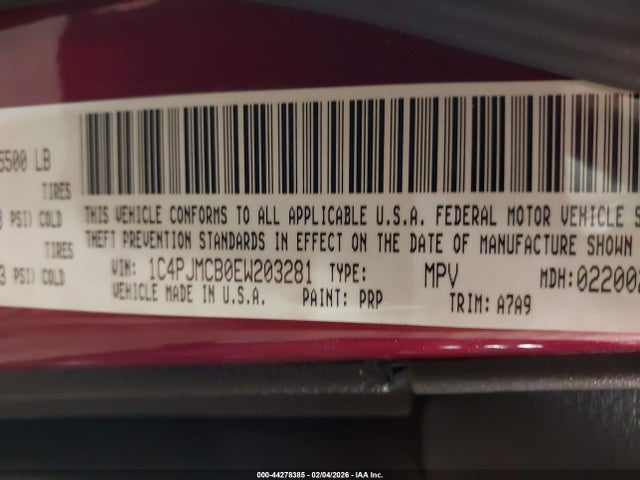 5500 LB
TIRES
PSI) COLD
TIRES
3 PSI) COLD
THIS VEHICLE CONFORMS TO ALL APPLICABLE U.S.A. FEDERAL MOTOR VEHICLE S
THEFT PREVENTION STANDARDS IN EFFECT ON THE DATE OF MANUFACTURE SHOWN
VIN: 1C4PJMCB0EW203281 TYPE: MPV MDH: 022002
VEHICLE MADE IN U.S.A. PAINT: PRP TRIM: A7A9
000-44278385 - 02/04/2026 - IAA Inc.